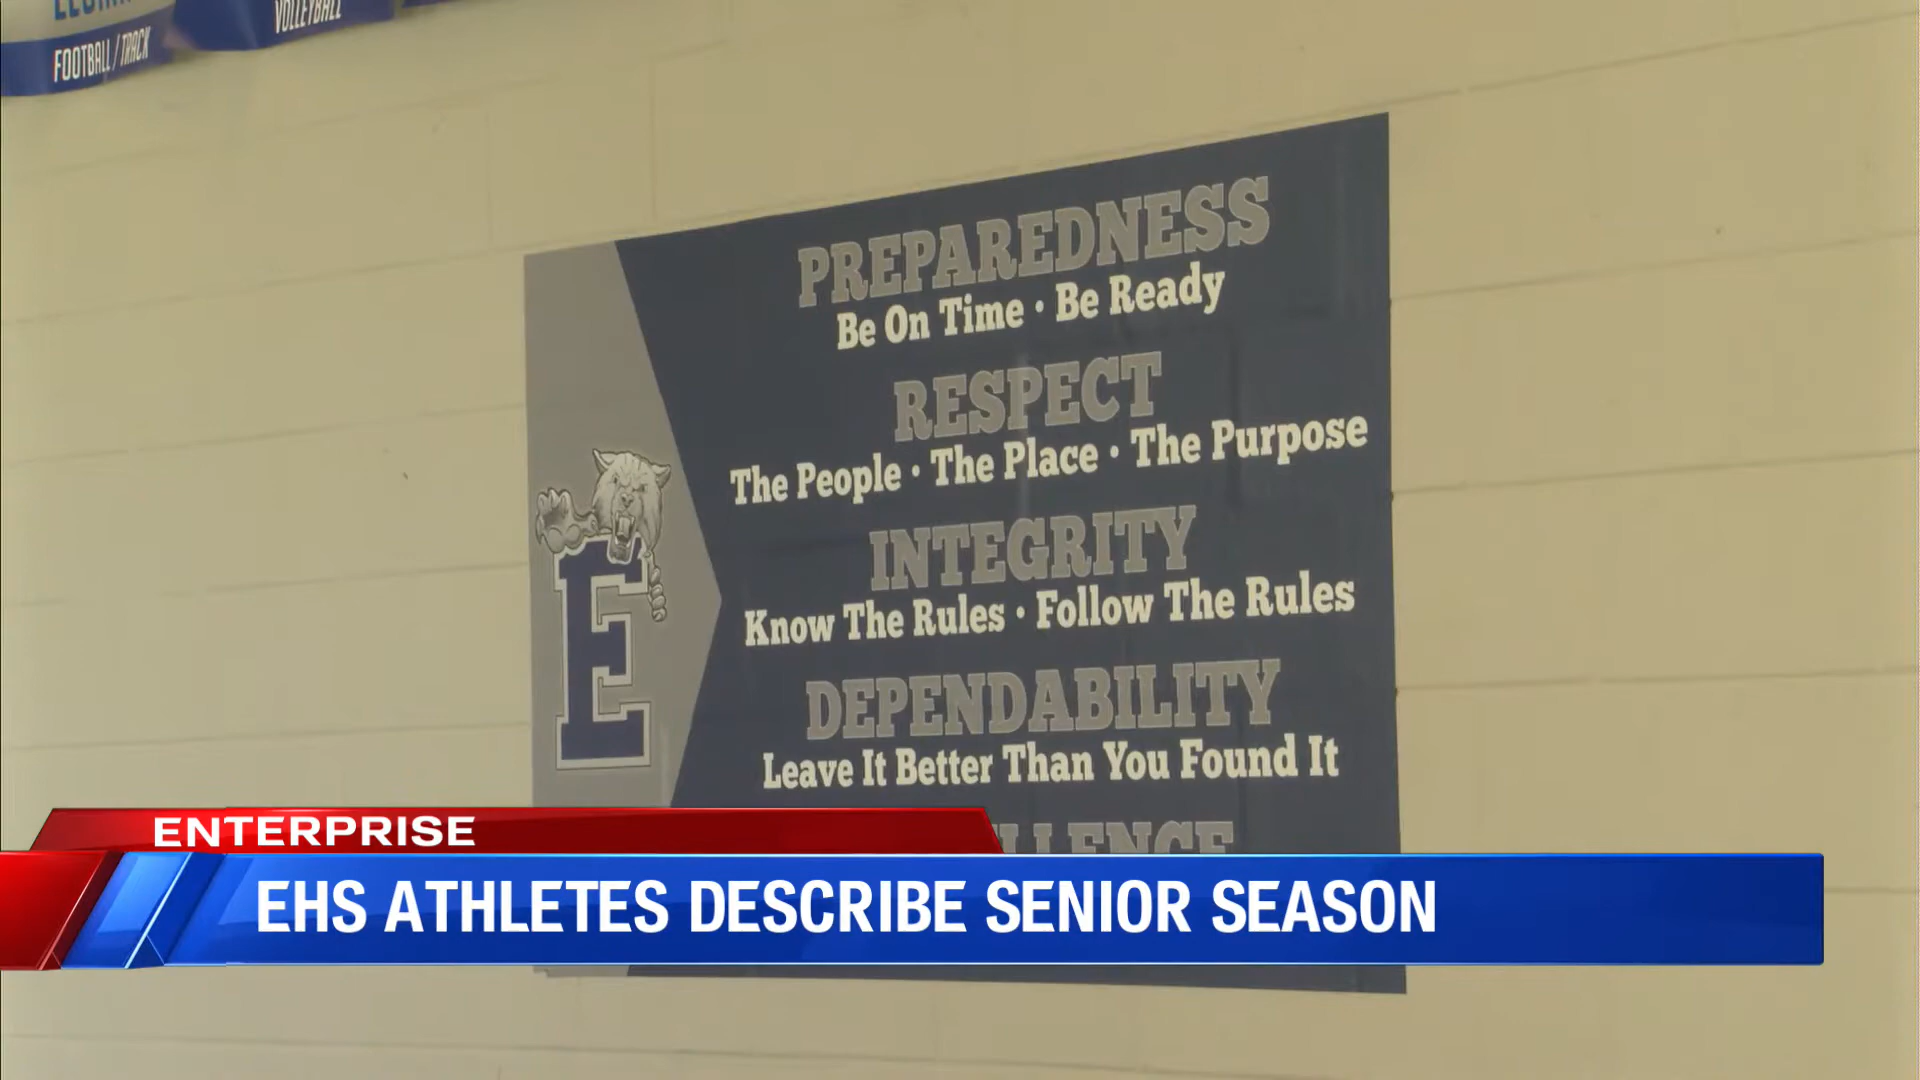 FOOTBALL / TRACK
VOLLEYBALL
PREPAREDNESS
Be On Time • Be Ready
RESPECT
The People • The Place • The Purpose
INTEGRITY
Know The Rules • Follow The Rules
DEPENDABILITY
Leave It Better Than You Found It
E
ENTERPRISE
EHS ATHLETES DESCRIBE SENIOR SEASON